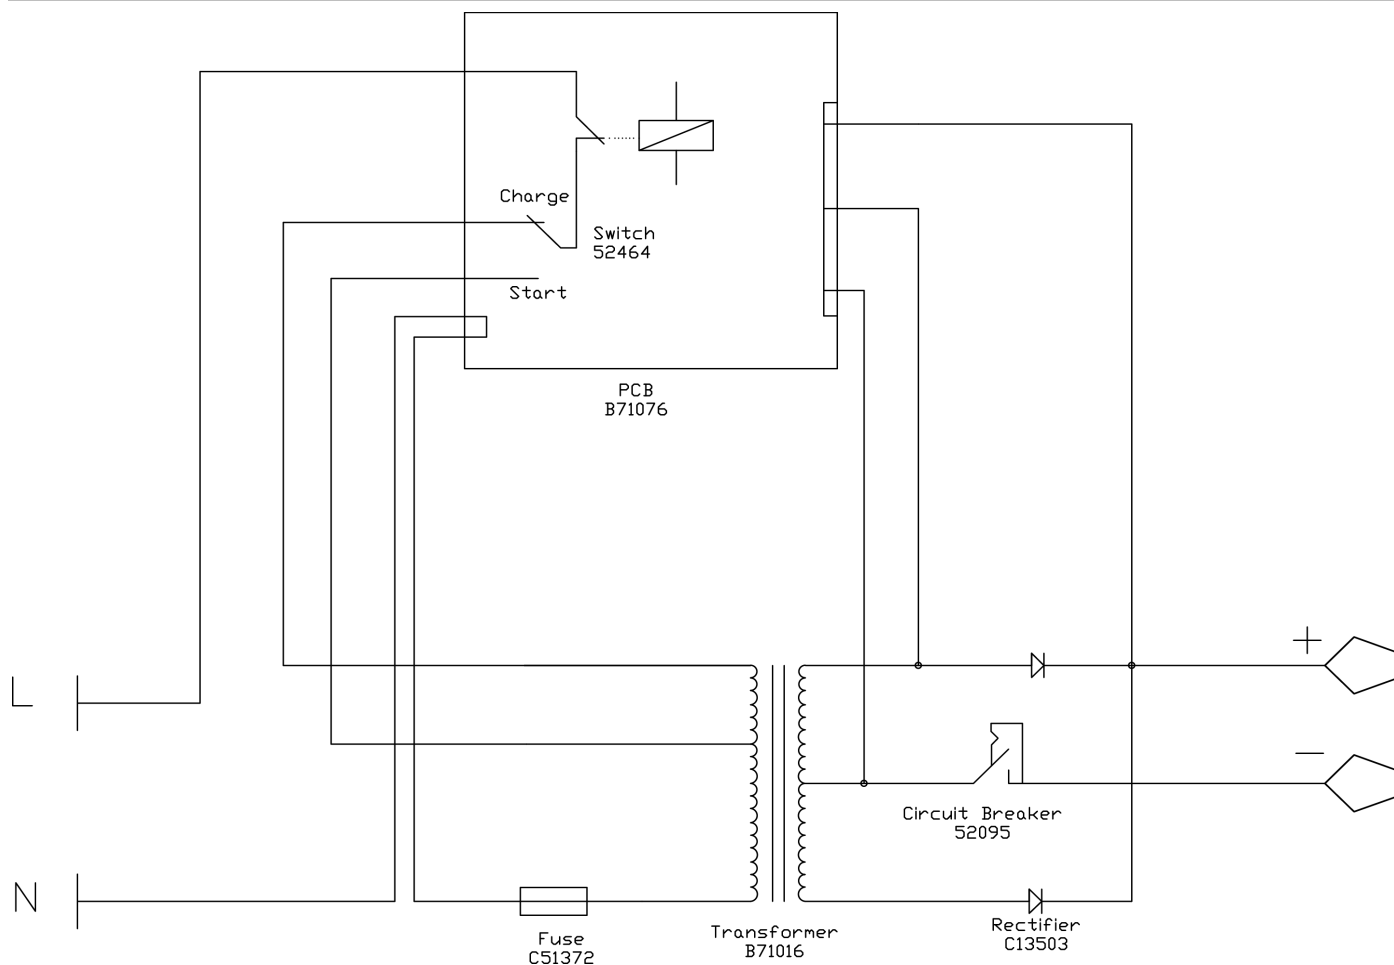 Charge
Switch
52464
Start
PCB
B71076
+
L
−
Circuit Breaker
52095
N
Rectifier
C13503
Transformer
B71016
Fuse
C51372